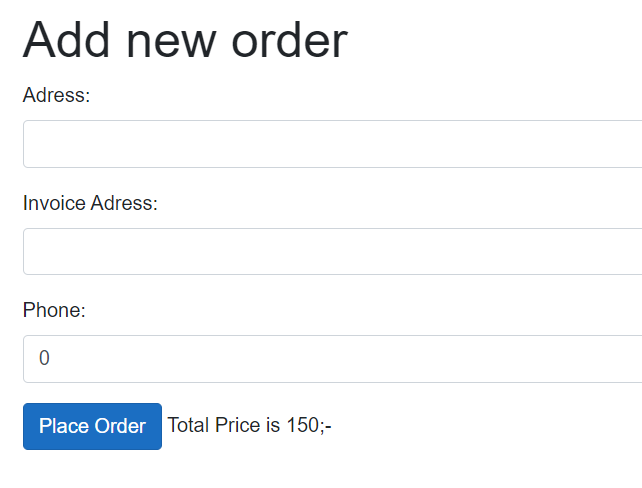 Add new order
Adress:
Invoice Adress:
Phone:
0
Place Order Total Price is 150;-